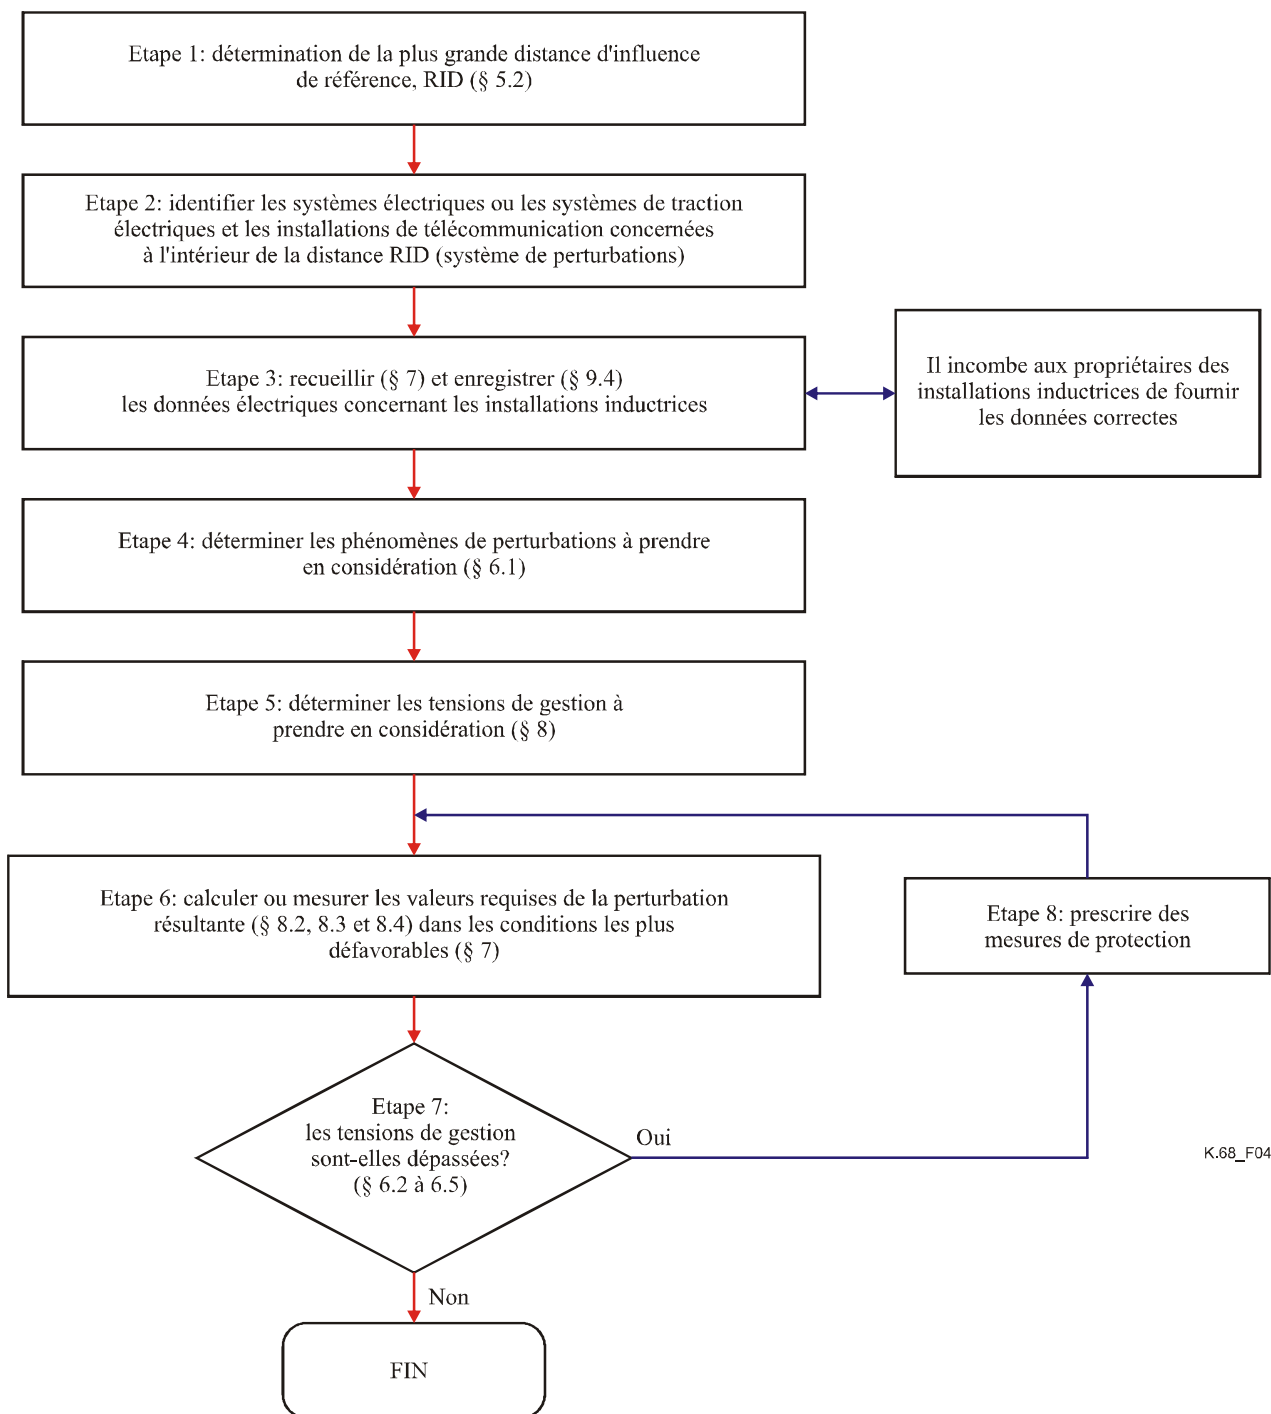 Etape 1: détermination de la plus grande distance d'influence
de référence, RID (§ 5.2)
Etape 2: identifier les systèmes électriques ou les systèmes de traction
électriques et les installations de télécommunication concernées
à l'intérieur de la distance RID (système de perturbations)
Etape 3: recueillir (§ 7) et enregistrer (§ 9.4)
les données électriques concernant les installations inductrices
Il incombe aux propriétaires des
installations inductrices de fournir
les données correctes
Etape 4: déterminer les phénomènes de perturbations à prendre
en considération (§ 6.1)
Etape 5: déterminer les tensions de gestion à
prendre en considération (§ 8)
Etape 6: calculer ou mesurer les valeurs requises de la perturbation
résultante (§ 8.2, 8.3 et 8.4) dans les conditions les plus
défavorables (§ 7)
Etape 8: prescrire des
mesures de protection
Etape 7:
les tensions de gestion
sont-elles dépassées?
(§ 6.2 à 6.5)
Oui
K.68_F04
Non
FIN